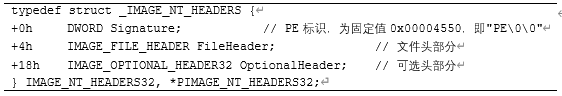 typedef struct _IMAGE_NT_HEADERS {
+0h DWORD Signature; // PE 标识，为固定值 0x00004550，即"PE\0\0"
+4h IMAGE_FILE_HEADER FileHeader; // 文件头部分
+18h IMAGE_OPTIONAL_HEADER32 OptionalHeader; // 可选头部分
} IMAGE_NT_HEADERS32, *PIMAGE_NT_HEADERS32;